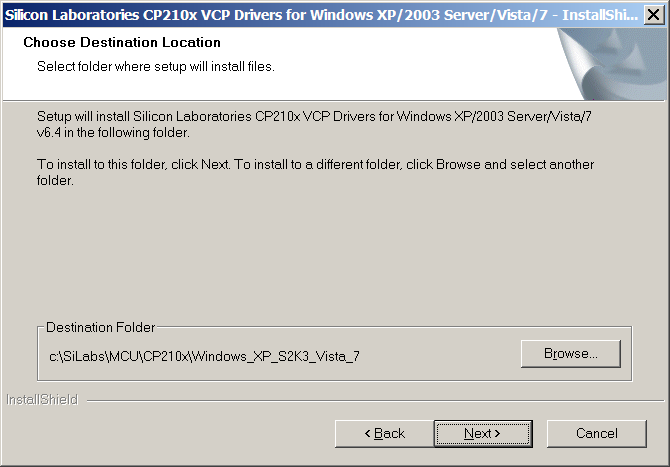 Silicon Laboratories CP210x VCP Drivers for Windows XP/2003 Server/Vista/7 - InstallShi...
Choose Destination Location
Select folder where setup will install files.
Setup will install Silicon Laboratories CP210x VCP Drivers for Windows XP/2003 Server/Vista/7
v6.4 in the following folder.
To install to this folder, click Next. To install to a different folder, click Browse and select another
folder.
Destination Folder
c:\SiLabs\MCU\CP210x\Windows_XP_S2K3_Vista_7
Browse...
InstallShield
< Back
Next >
Cancel